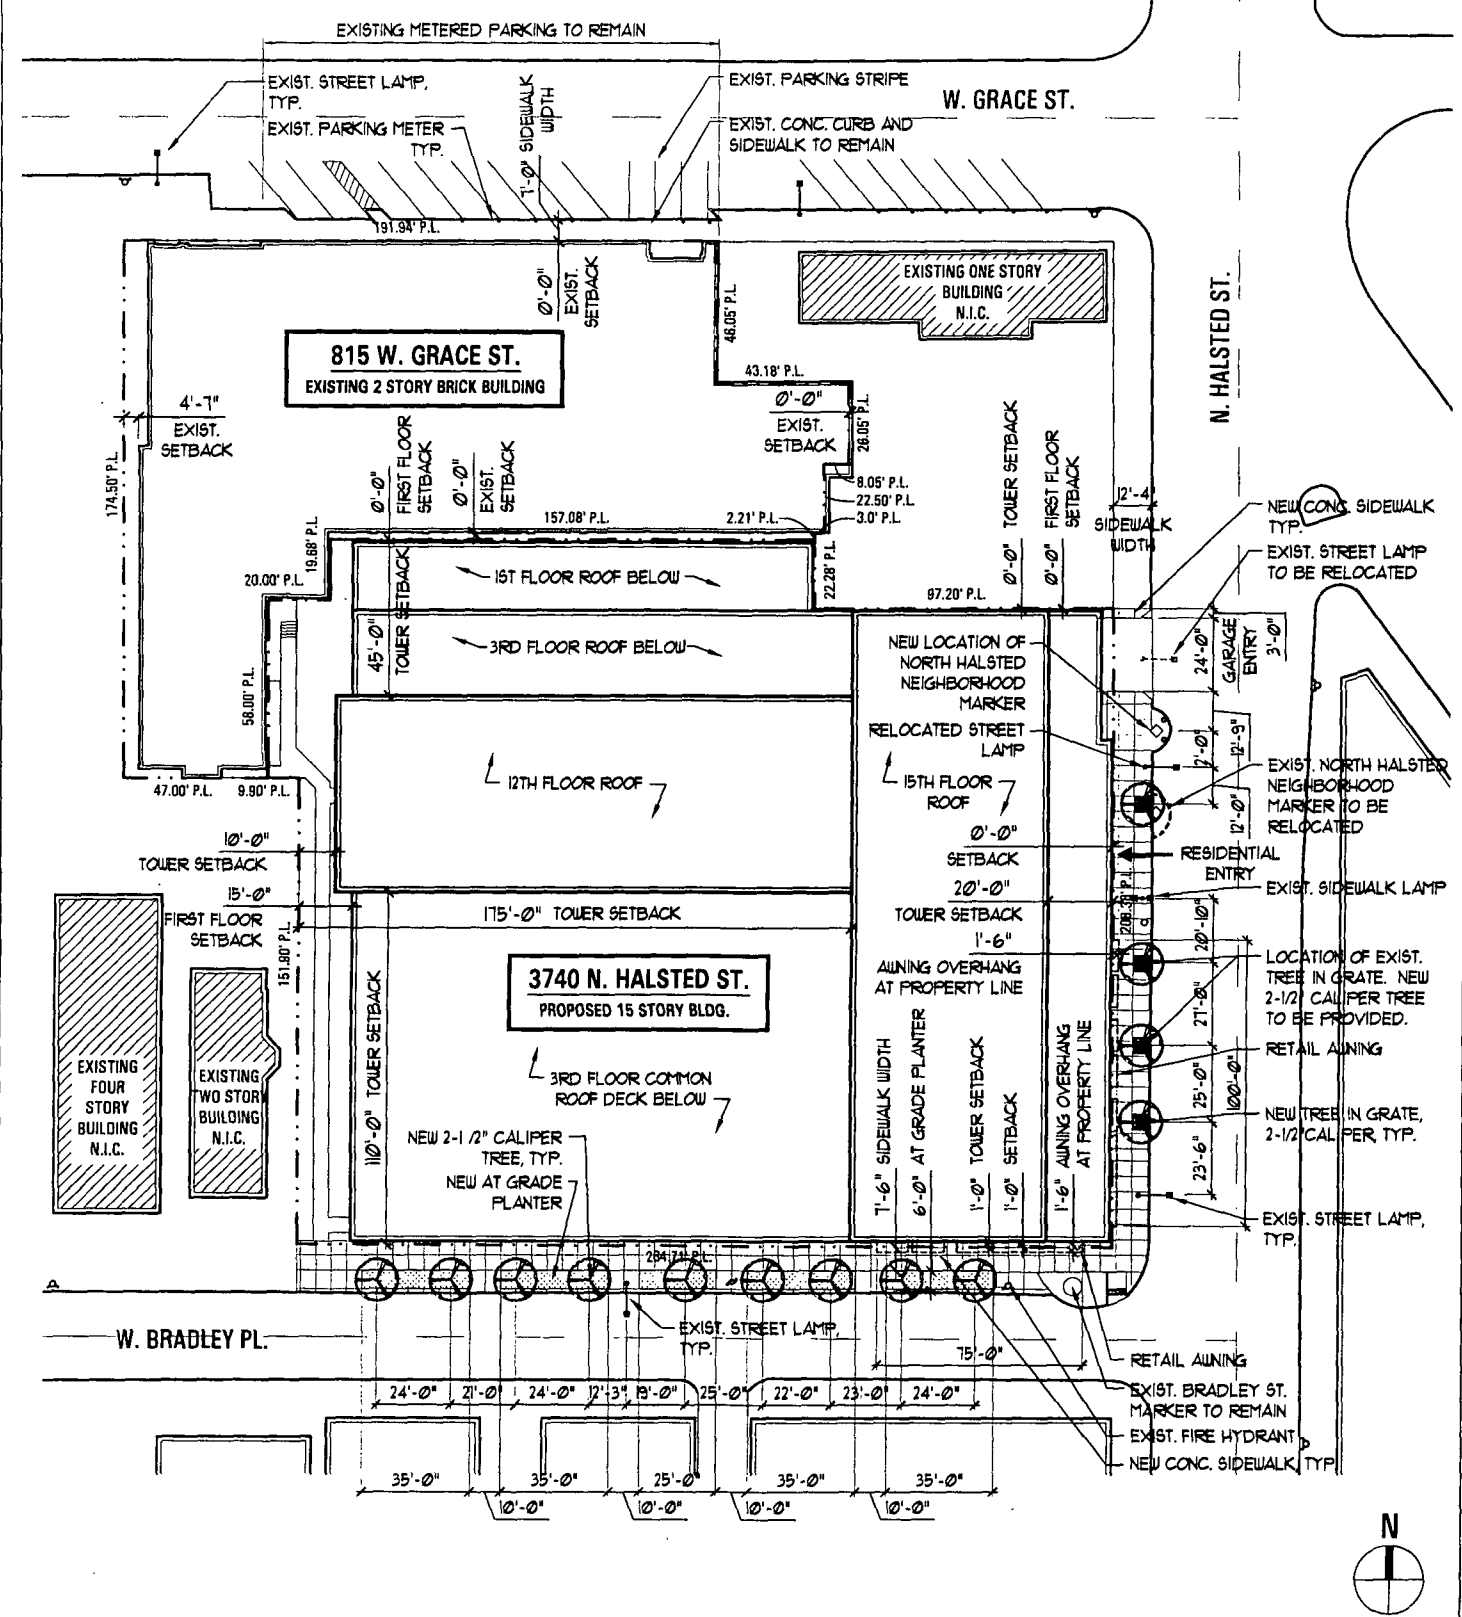 EXISTING METERED PARKING TO REMAIN
EXIST. STREET LAMP,
TYP.
EXIST. PARKING METER
TYP.
7'-0" SIDEWALK
WIDTH
EXIST. PARKING STRIPE
EXIST. CONC. CURB AND
SIDEWALK TO REMAIN
W. GRACE ST.
191.94' P.L.
0'-0"
EXIST.
SETBACK
EXISTING ONE STORY
BUILDING
N.I.C.
N. HALSTED ST.
815 W. GRACE ST.
EXISTING 2 STORY BRICK BUILDING
43.18' P.L.
0'-0"
EXIST.
SETBACK
26.05' P.L.
4'-7"
EXIST.
SETBACK
174.50' P.L.
0'-0"
FIRST FLOOR
SETBACK
0'-0"
EXIST.
SETBACK
8.05' P.L.
22.50' P.L.
3.0' P.L.
157.08' P.L.
2.21' P.L.
0'-0" TOWER SETBACK
0'-0" FIRST FLOOR
SETBACK
12'-4"
SIDEWALK
WIDTH
NEW CONC. SIDEWALK
TYP.
EXIST. STREET LAMP
TO BE RELOCATED
19.68' P.L.
20.00' P.L.
1ST FLOOR ROOF BELOW
22.28' P.L.
97.20' P.L.
45'-0"
TOWER SETBACK
3RD FLOOR ROOF BELOW
NEW LOCATION OF
NORTH HALSTED
NEIGHBORHOOD
MARKER
24'-0"
GARAGE
ENTRY
3'-0"
58.00' P.L.
RELOCATED STREET
LAMP
12'-9"
12TH FLOOR ROOF
15TH FLOOR
ROOF
EXIST. NORTH HALSTED
NEIGHBORHOOD
MARKER TO BE
RELOCATED
12'-0"
47.00' P.L.
9.90' P.L.
10'-0"
TOWER SETBACK
0'-0"
SETBACK
RESIDENTIAL
ENTRY
15'-0"
FIRST FLOOR
SETBACK
20'-0"
TOWER SETBACK
EXIST. SIDEWALK LAMP
175'-0" TOWER SETBACK
20'-10"
151.80' P.L.
1'-6"
AWNING OVERHANG
AT PROPERTY LINE
3740 N. HALSTED ST.
PROPOSED 15 STORY BLDG.
LOCATION OF EXIST.
TREE IN GRATE. NEW
2-1/2" CALIPER TREE
TO BE PROVIDED.
21'-0"
110'-0" TOWER SETBACK
RETAIL AWNING
EXISTING
FOUR
STORY
BUILDING
N.I.C.
EXISTING
TWO STORY
BUILDING
N.I.C.
3RD FLOOR COMMON
ROOF DECK BELOW
25'-0"
100'-0"
NEW TREE IN GRATE,
2-1/2" CALIPER, TYP.
NEW 2-1/2" CALIPER
TREE, TYP.
NEW AT GRADE
PLANTER
7'-6" SIDEWALK WIDTH
6'-0" AT GRADE PLANTER
1'-0" TOWER SETBACK
1'-0" SETBACK
1'-6" AWNING OVERHANG
AT PROPERTY LINE
23'-6"
EXIST. STREET LAMP,
TYP.
264.71' P.L.
W. BRADLEY PL.
EXIST. STREET LAMP,
TYP.
75'-0"
RETAIL AWNING
EXIST. BRADLEY ST.
MARKER TO REMAIN
EXIST. FIRE HYDRANT
NEW CONC. SIDEWALK, TYP
24'-0" 21'-0" 24'-0" 12'-3" 25'-0" 22'-0" 23'-0" 24'-0"
35'-0" 35'-0" 25'-0" 35'-0" 35'-0"
10'-0" 10'-0" 10'-0" 10'-0"
N